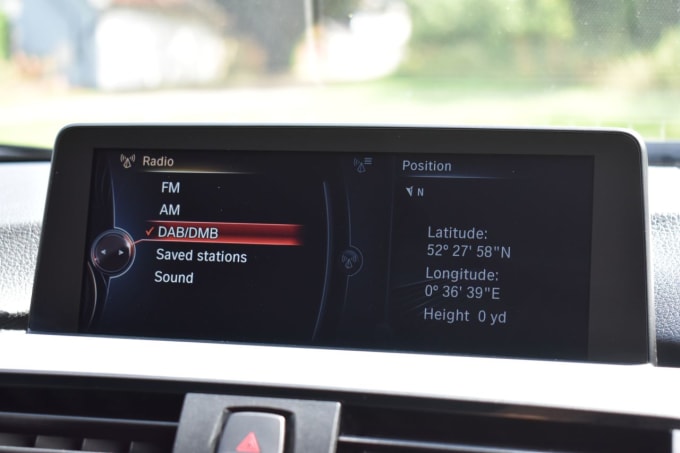 Radio
FM
AM
DAB/DMB
Saved stations
Sound
Position
N
Latitude:
52° 27' 58"N
Longitude:
0° 36' 39"E
Height 0 yd